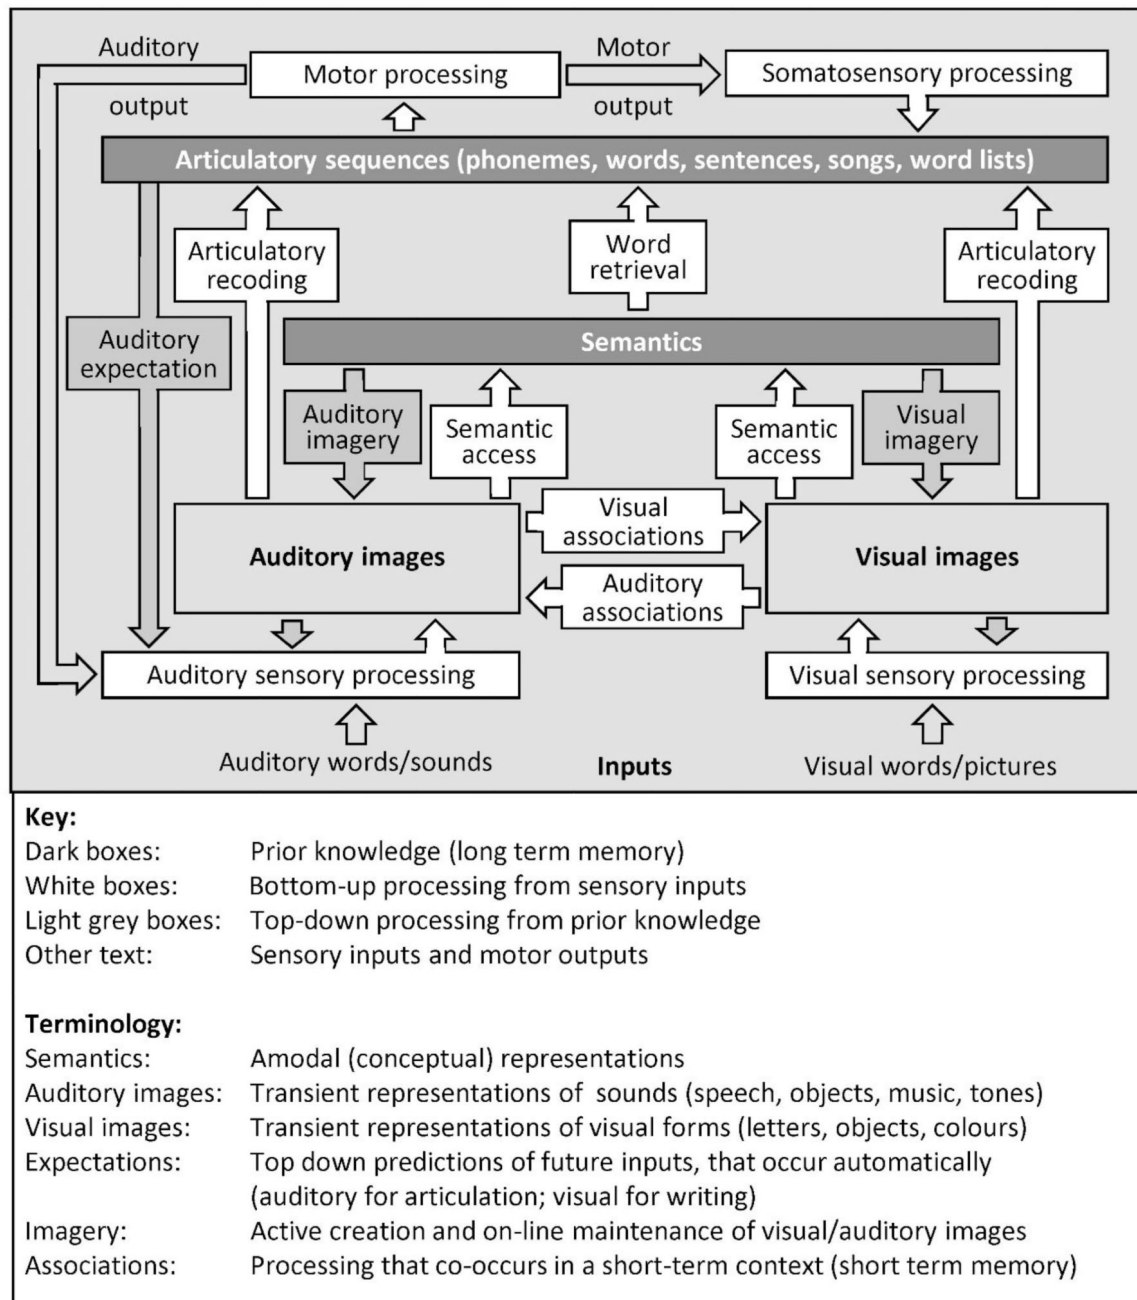 Auditory
output
Motor processing
Motor
output
Somatosensory processing
Articulatory sequences (phonemes, words, sentences, songs, word lists)
Articulatory
recoding
Word
retrieval
Articulatory
recoding
Auditory
expectation
Semantics
Auditory
imagery
Semantic
access
Semantic
access
Visual
imagery
Auditory images
Visual
associations
Auditory
associations
Visual images
Auditory sensory processing
Visual sensory processing
Auditory words/sounds
Inputs
Visual words/pictures
Key:
Dark boxes: Prior knowledge (long term memory)
White boxes: Bottom-up processing from sensory inputs
Light grey boxes: Top-down processing from prior knowledge
Other text: Sensory inputs and motor outputs
Terminology:
Semantics: Amodal (conceptual) representations
Auditory images: Transient representations of sounds (speech, objects, music, tones)
Visual images: Transient representations of visual forms (letters, objects, colours)
Expectations: Top down predictions of future inputs, that occur automatically
(auditory for articulation; visual for writing)
Imagery: Active creation and on-line maintenance of visual/auditory images
Associations: Processing that co-occurs in a short-term context (short term memory)